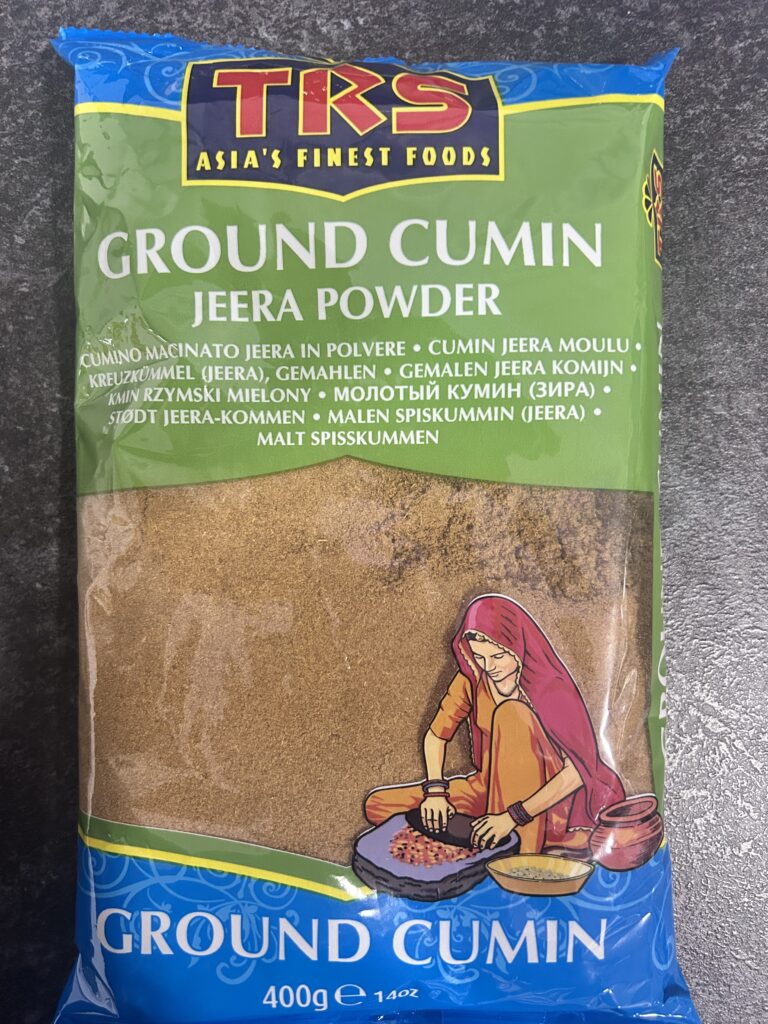 TRS
ASIA'S FINEST FOODS
TRS
GROUND CUMIN
JEERA POWDER
CUMINO MACINATO JEERA IN POLVERE • CUMIN JEERA MOULU •
KREUZKÜMMEL (JEERA), GEMAHLEN • GEMALEN JEERA KOMIJN •
KMIN RZYMSKI MIELONY • МОЛОТЫЙ КУМИН (ЗИРА) •
STØDT JEERA-KOMMEN • MALEN SPISKUMMIN (JEERA) •
MALT SPISSKUMMEN
GROUND CUMIN
400g ℮ 14oz